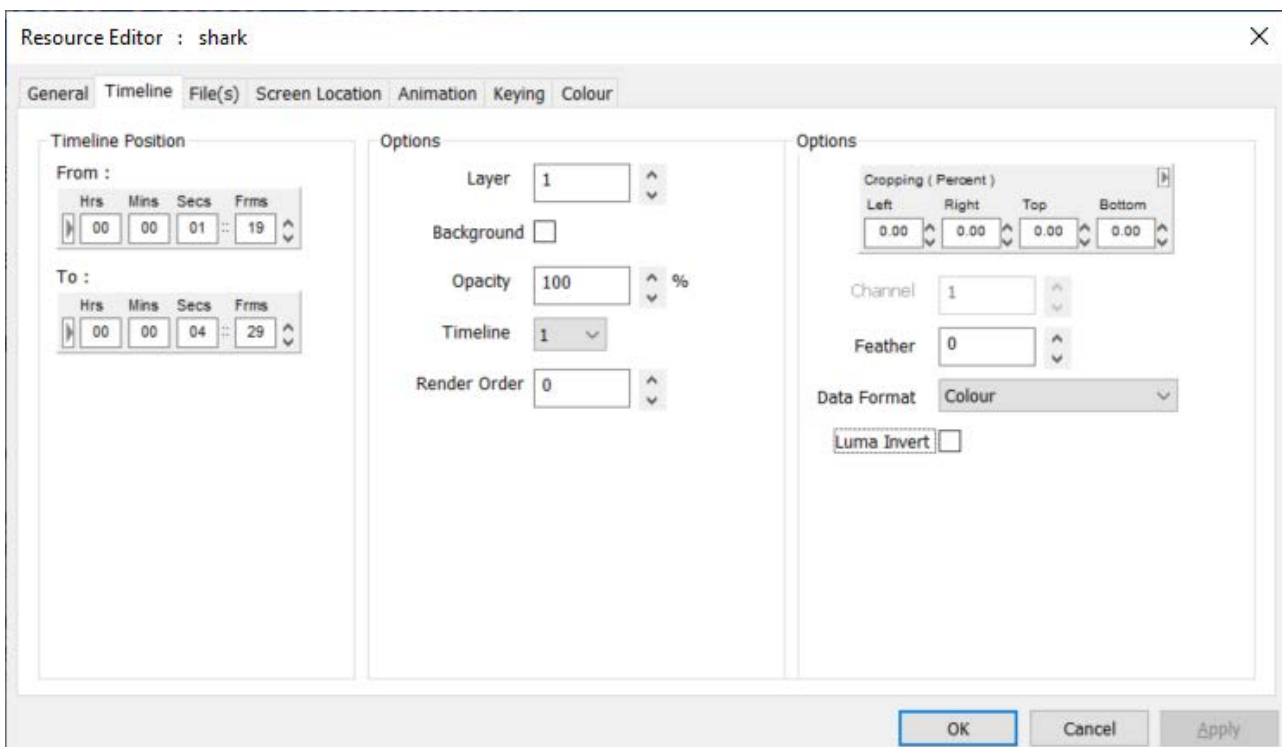 Resource Editor : shark
General Timeline File(s) Screen Location Animation Keying Colour
Timeline Position
From :
Hrs Mins Secs Frms
00 00 01 :: 19
To :
Hrs Mins Secs Frms
00 00 04 :: 29
Options
Layer 1
Background
Opacity 100 %
Timeline 1
Render Order 0
Options
Cropping ( Percent )
Left Right Top Bottom
0.00 0.00 0.00 0.00
Channel 1
Feather 0
Data Format Colour
Luma Invert
OK Cancel Apply